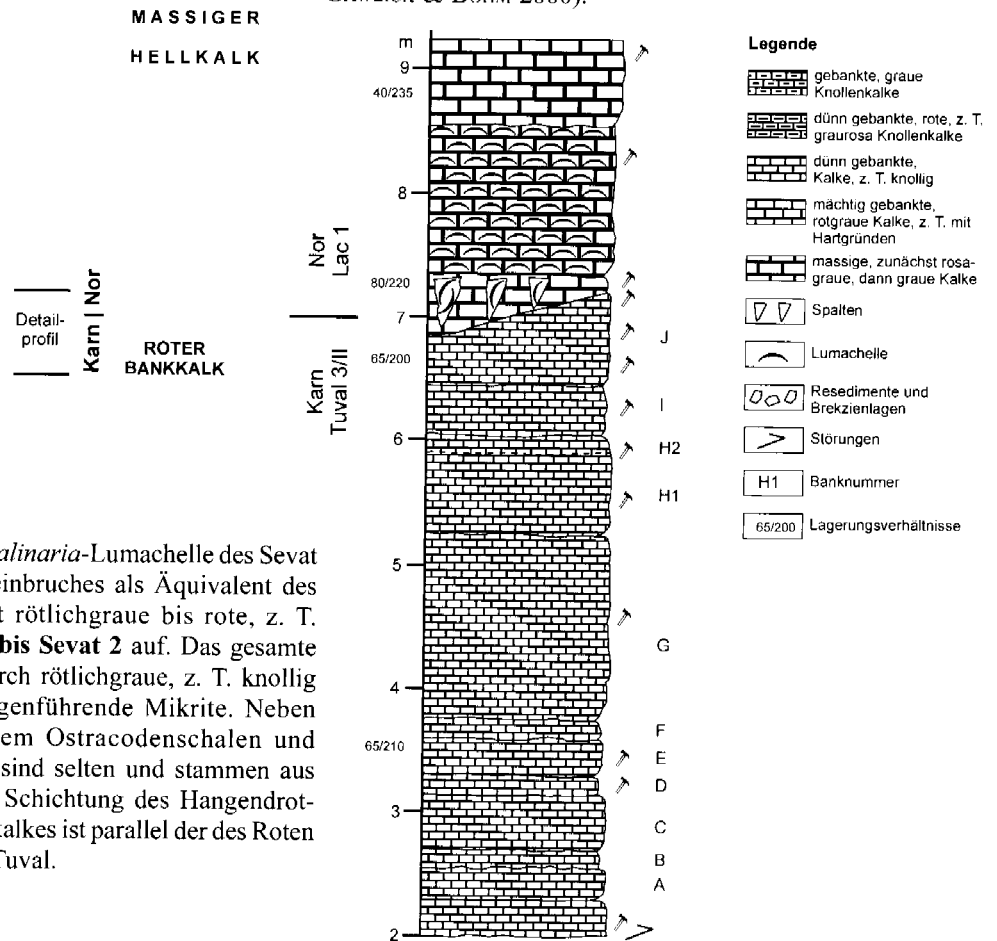 MASSIGER
HELLKALK
Detail-
profil
Karn | Nor
ROTER
BANKKALK
Nor
Lac 1
Karn
Tuval 3/II
m
9
40/235
8
80/220
7
65/200
6
5
4
65/210
3
2
J
I
H2
H1
G
F
E
D
C
B
A
Legende
gebankte, graue
Knollenkalke
dünn gebankte, rote, z. T.
graurosa Knollenkalke
dünn gebankte,
Kalke, z. T. knollig
mächtig gebankte,
rotgraue Kalke, z. T. mit
Hartgründen
massige, zunächst rosa-
graue, dann graue Kalke
Spalten
Lumachelle
Resedimente und
Brekzienlagen
Störungen
H1 Banknummer
65/200 Lagerungsverhältnisse
alinaria-Lumachelle des Sevat
einbruches als Äquivalent des
t rötlichgraue bis rote, z. T.
bis Sevat 2 auf. Das gesamte
rch rötlichgraue, z. T. knollig
genführende Mikrite. Neben
em Ostracodenschalen und
sind selten und stammen aus
Schichtung des Hangendrot-
kalkes ist parallel der des Roten
Tuval.